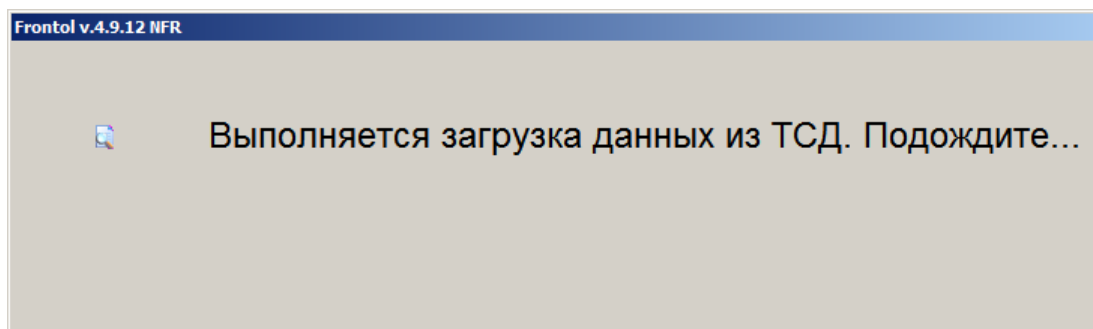 Frontol v.4.9.12 NFR
Выполняется загрузка данных из ТСД. Подождите...